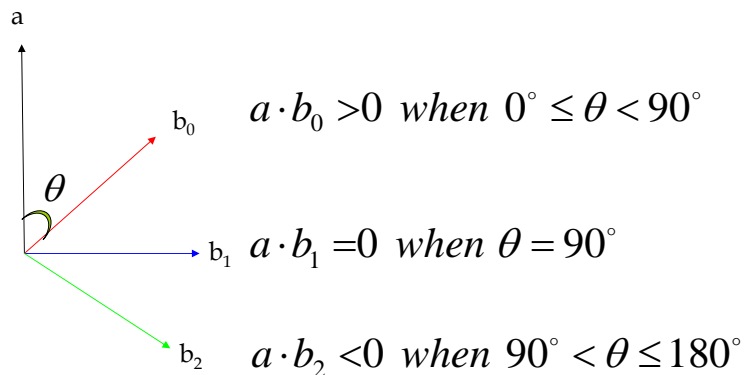 a
b₀
a · b₀ >0 when 0° ≤ θ < 90°
θ
b₁
a · b₁ =0 when θ = 90°
b₂
a · b₂ <0 when 90° < θ ≤ 180°